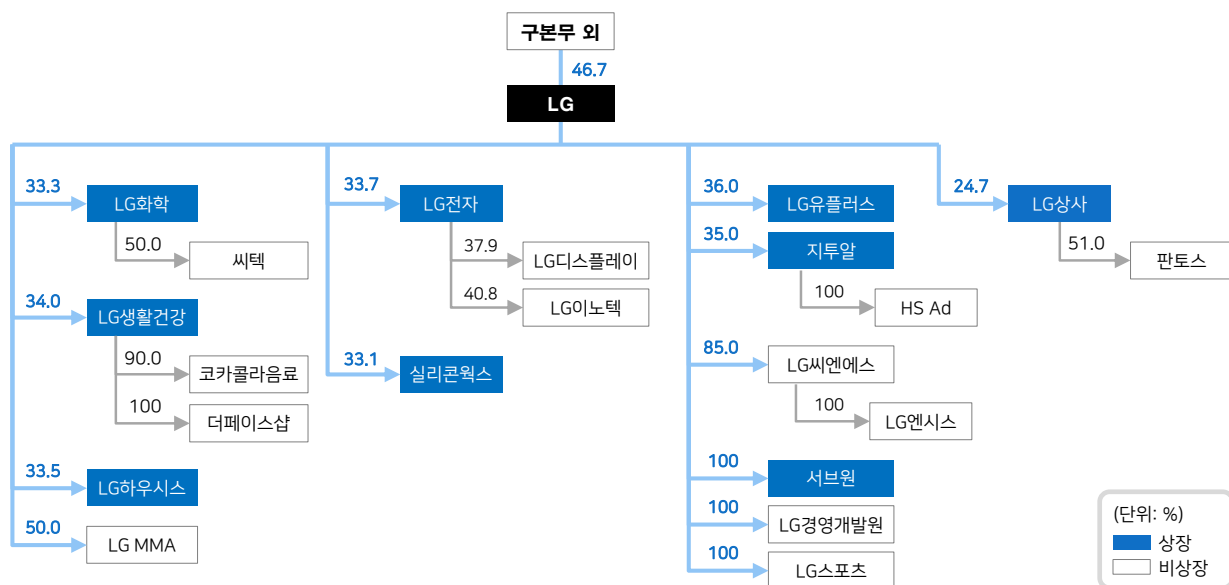 구본무 외
46.7
LG
33.3
LG화학
50.0
씨텍
34.0
LG생활건강
90.0
코카콜라음료
100
더페이스샵
33.5
LG하우시스
50.0
LG MMA
33.7
LG전자
37.9
LG디스플레이
40.8
LG이노텍
33.1
실리콘웍스
36.0
LG유플러스
35.0
지투알
100
HS Ad
85.0
LG씨엔에스
100
LG엔시스
100
서브원
100
LG경영개발원
100
LG스포츠
24.7
LG상사
51.0
판토스
(단위: %)
상장
비상장